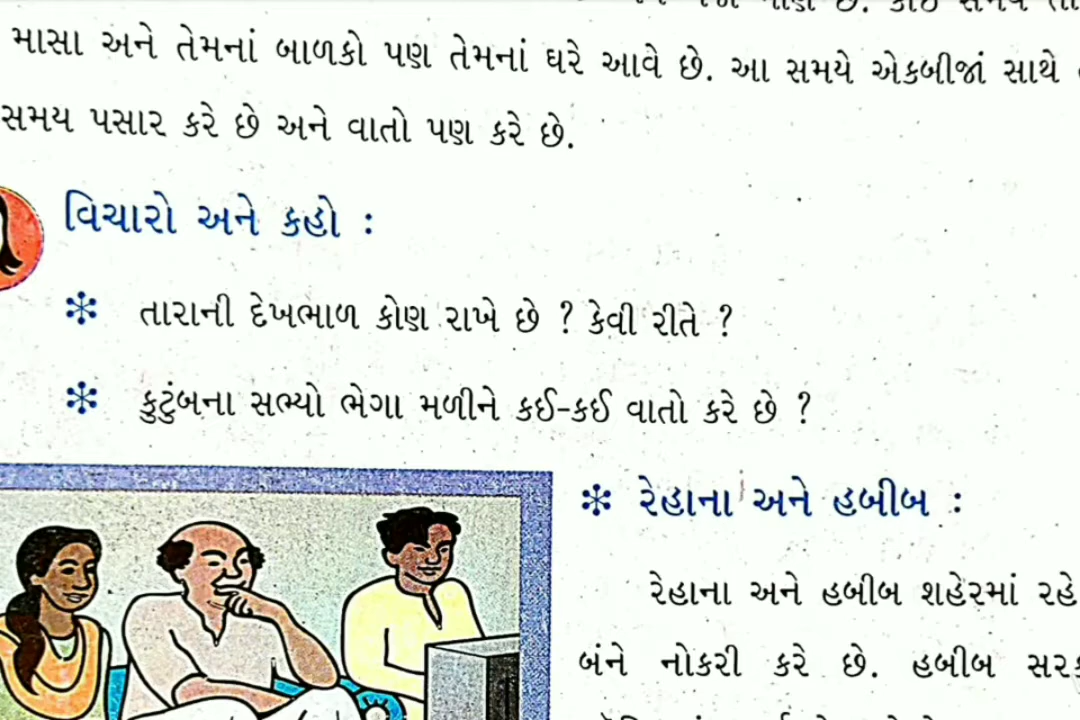 માસા અને તેમનાં બાળકો પણ તેમનાં ઘરે આવે છે. આ સમયે એકબીજાં સાથે
સમય પસાર કરે છે અને વાતો પણ કરે છે.
વિચારો અને કહો :
* તારાની દેખભાળ કોણ રાખે છે ? કેવી રીતે ?
* કુટુંબના સભ્યો ભેગા મળીને કઈ-કઈ વાતો કરે છે ?
* રેહાના અને હબીબ :
રેહાના અને હબીબ શહેરમાં રહે
બંને નોકરી કરે છે. હબીબ